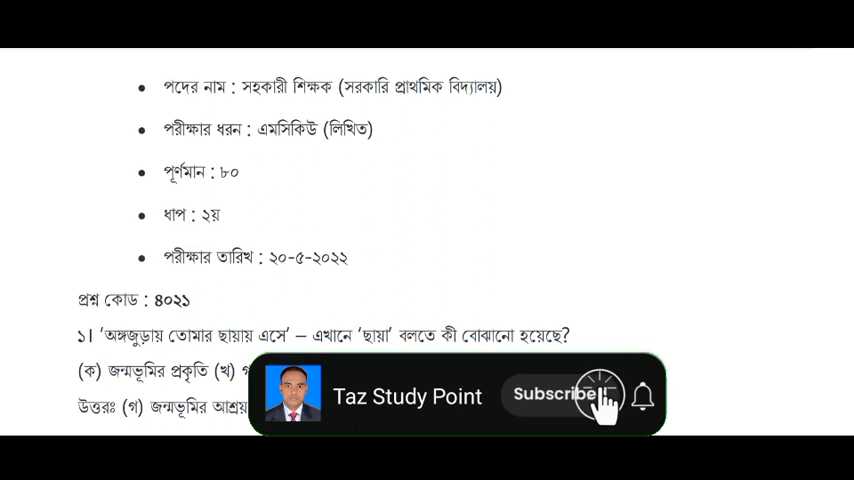 • পদের নাম : সহকারী শিক্ষক (সরকারি প্রাথমিক বিদ্যালয়)
• পরীক্ষার ধরন : এমসিকিউ (লিখিত)
• পূর্ণমান : ৮০
• ধাপ : ২য়
• পরীক্ষার তারিখ : ২০-৫-২০২২
প্রশ্ন কোড : ৪০২১
১। ‘অঙ্গজুড়ায় তোমার ছায়ায় এসে’ – এখানে ‘ছায়া’ বলতে কী বোঝানো হয়েছে?
(ক) জন্মভূমির প্রকৃতি (খ)
উত্তরঃ (গ) জন্মভূমির আশ্রয়
Taz Study Point
Subscribe